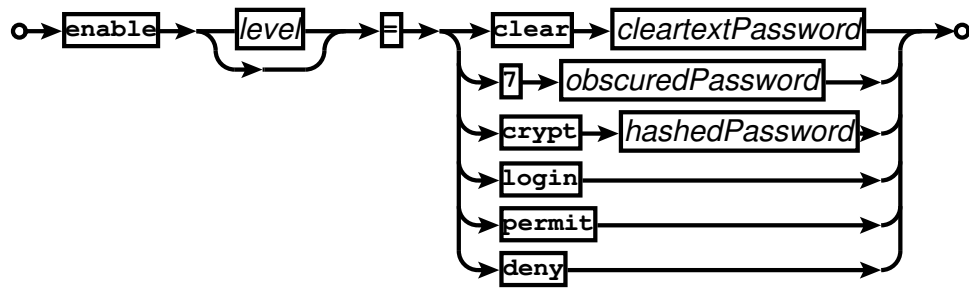 enable level = clear cleartextPassword
7 obscuredPassword
crypt hashedPassword
login
permit
deny